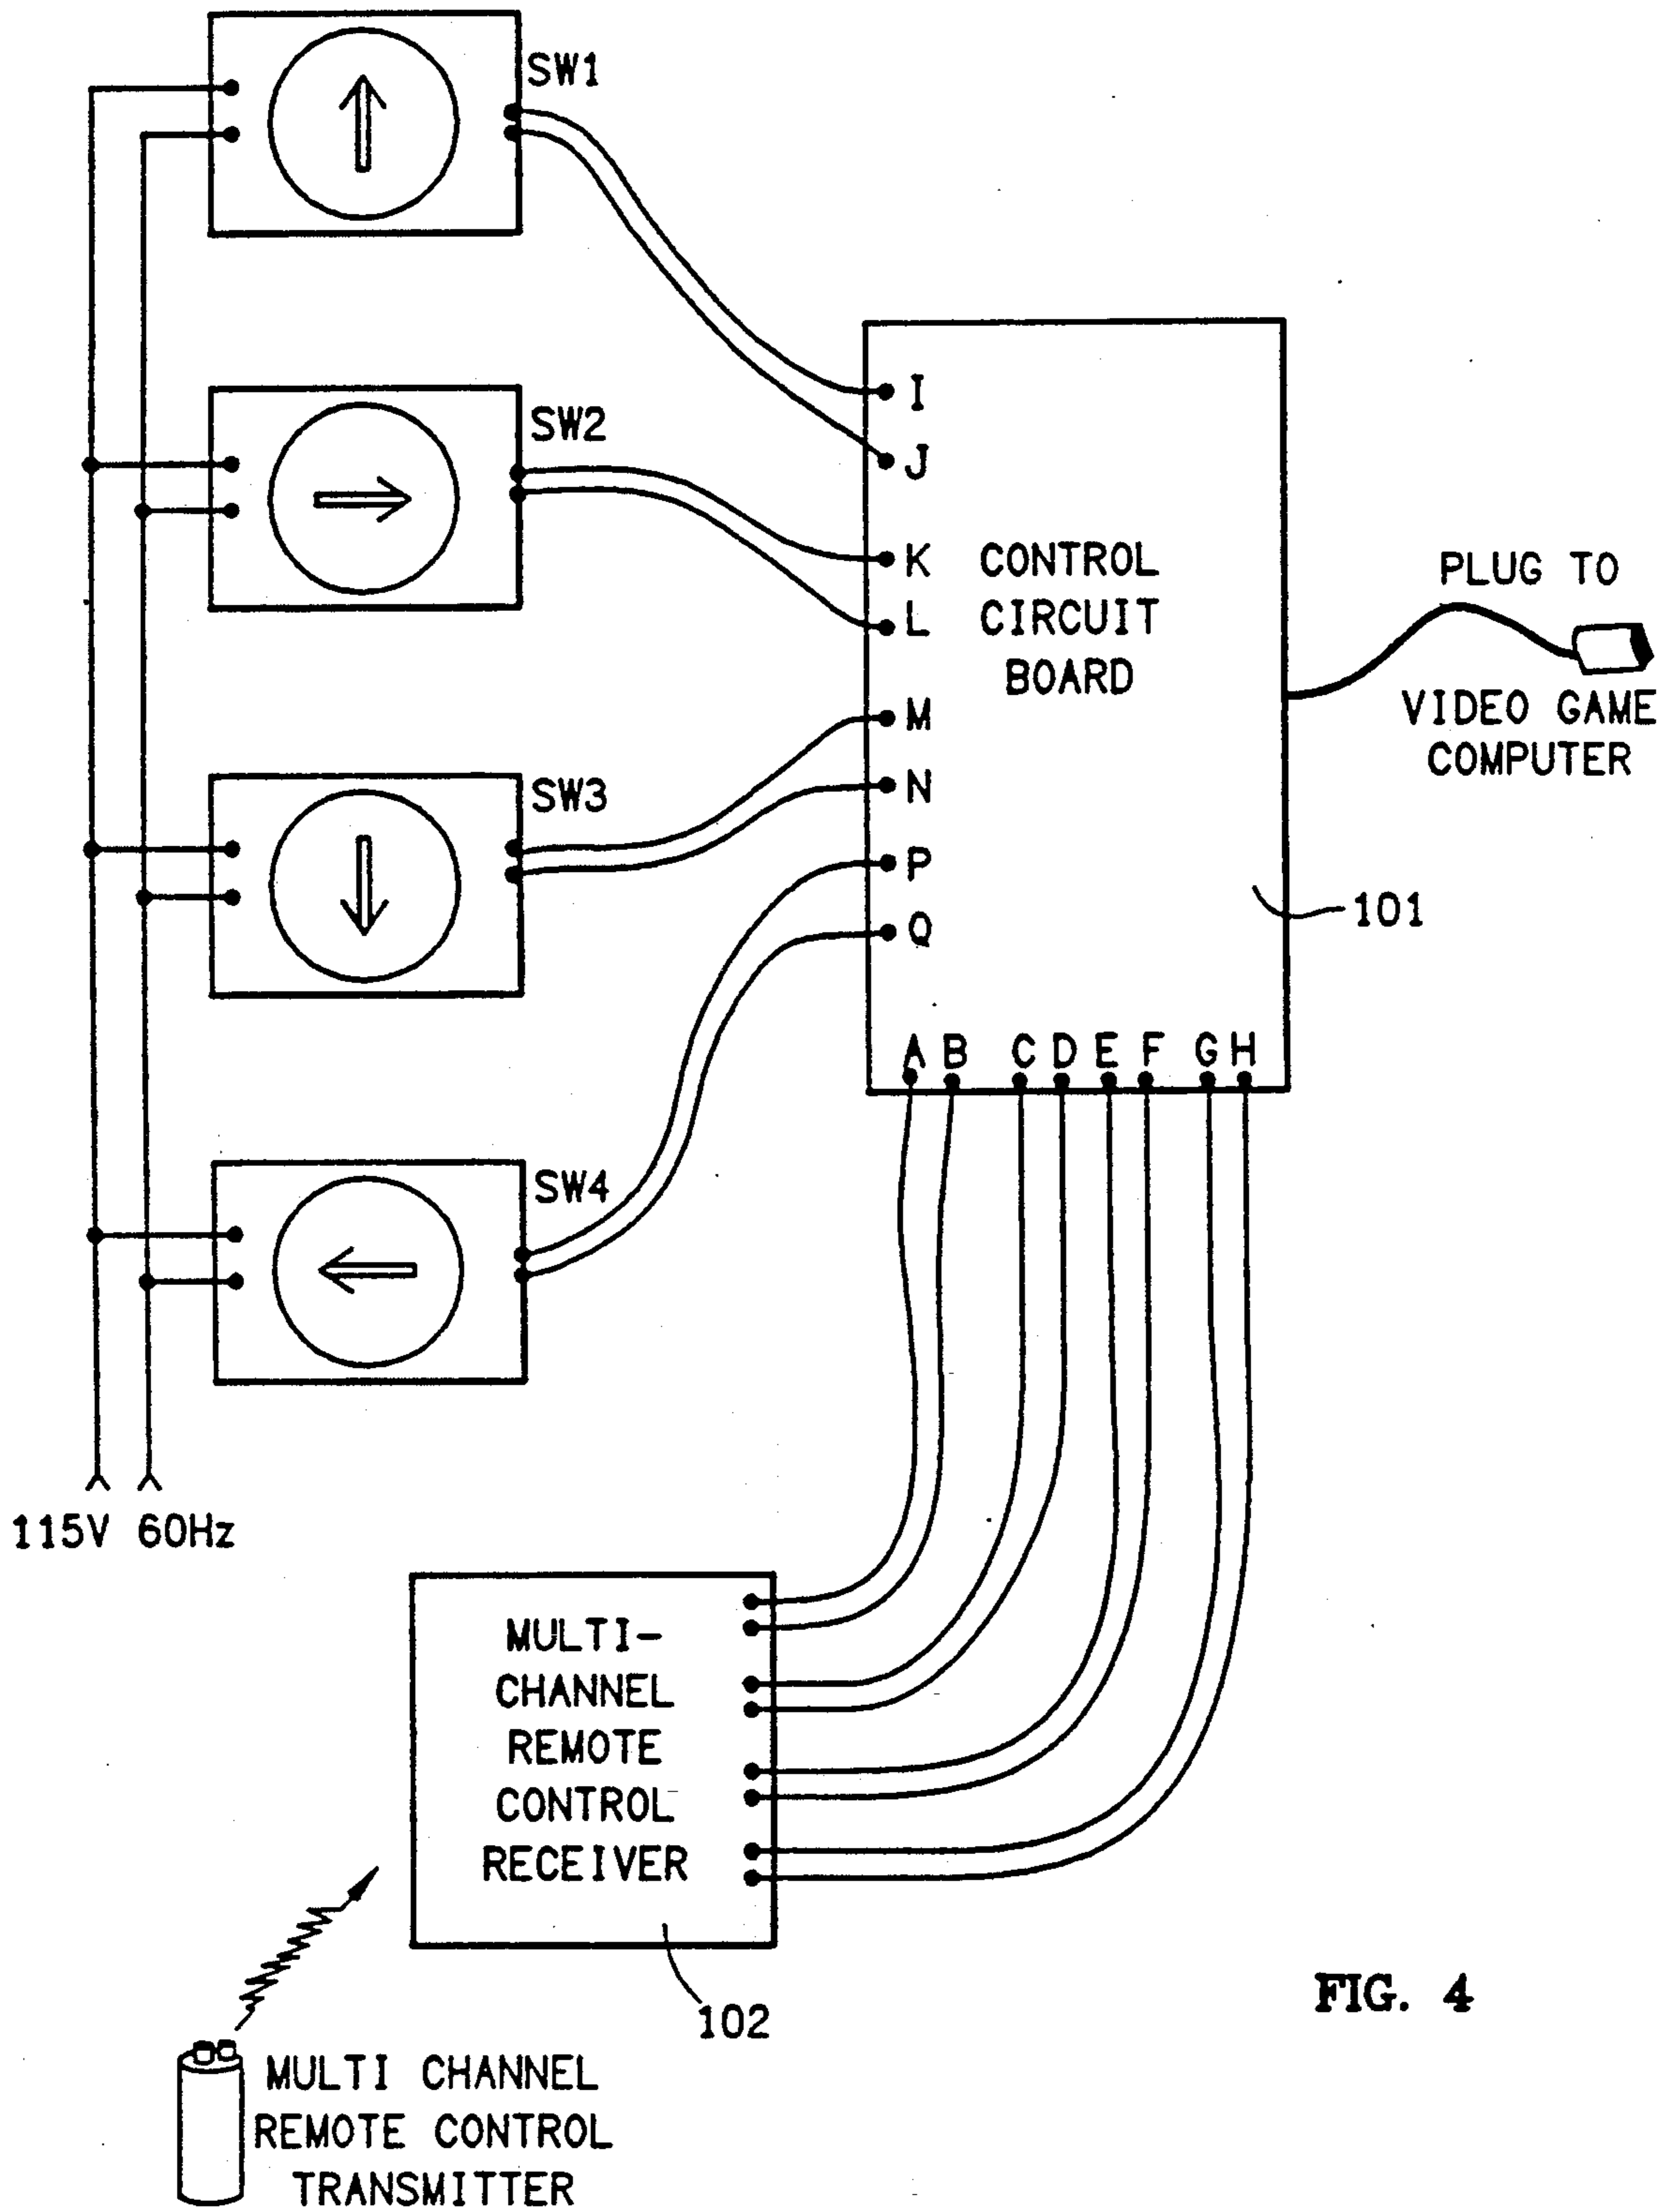 SW1
SW2
SW3
SW4
I
J
K
L
M
N
P
Q
CONTROL
CIRCUIT
BOARD
A B C D E F G H
PLUG TO
VIDEO GAME
COMPUTER
101
115V 60Hz
MULTI-
CHANNEL
REMOTE
CONTROL
RECEIVER
102
MULTI CHANNEL
REMOTE CONTROL
TRANSMITTER
FIG. 4